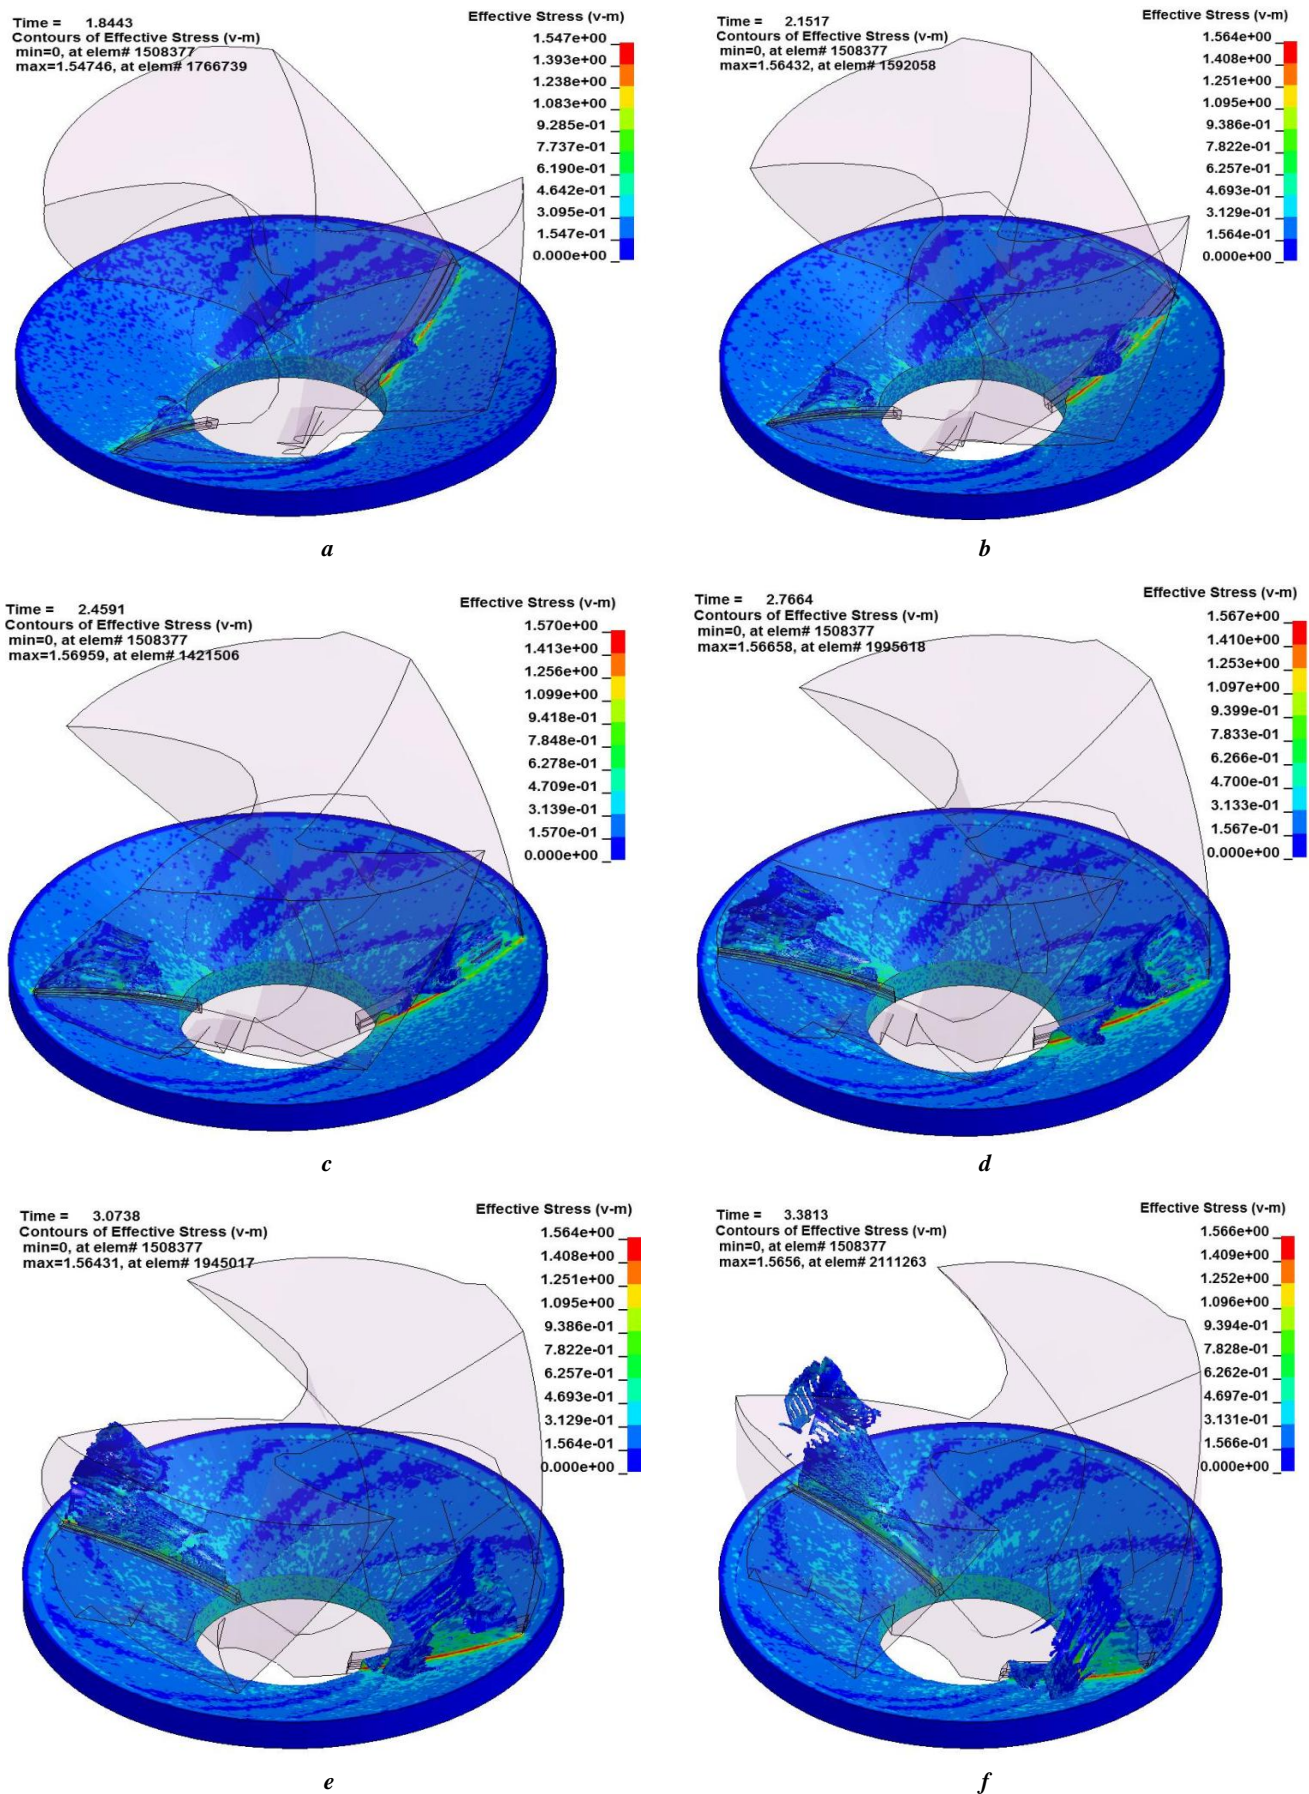 Time = 1.8443
Contours of Effective Stress (v-m)
min=0, at elem# 1508377
max=1.54746, at elem# 1766739
Effective Stress (v-m)
1.547e+00
1.393e+00
1.238e+00
1.083e+00
9.285e-01
7.737e-01
6.190e-01
4.642e-01
3.095e-01
1.547e-01
0.000e+00
a
Time = 2.1517
Contours of Effective Stress (v-m)
min=0, at elem# 1508377
max=1.56432, at elem# 1592058
Effective Stress (v-m)
1.564e+00
1.408e+00
1.251e+00
1.095e+00
9.386e-01
7.822e-01
6.257e-01
4.693e-01
3.129e-01
1.564e-01
0.000e+00
b
Time = 2.4591
Contours of Effective Stress (v-m)
min=0, at elem# 1508377
max=1.56959, at elem# 1421506
Effective Stress (v-m)
1.570e+00
1.413e+00
1.256e+00
1.099e+00
9.418e-01
7.848e-01
6.278e-01
4.709e-01
3.139e-01
1.570e-01
0.000e+00
c
Time = 2.7664
Contours of Effective Stress (v-m)
min=0, at elem# 1508377
max=1.56658, at elem# 1995618
Effective Stress (v-m)
1.567e+00
1.410e+00
1.253e+00
1.097e+00
9.399e-01
7.833e-01
6.266e-01
4.700e-01
3.133e-01
1.567e-01
0.000e+00
d
Time = 3.0738
Contours of Effective Stress (v-m)
min=0, at elem# 1508377
max=1.56431, at elem# 1945017
Effective Stress (v-m)
1.564e+00
1.408e+00
1.251e+00
1.095e+00
9.386e-01
7.822e-01
6.257e-01
4.693e-01
3.129e-01
1.564e-01
0.000e+00
e
Time = 3.3813
Contours of Effective Stress (v-m)
min=0, at elem# 1508377
max=1.5656, at elem# 2111263
Effective Stress (v-m)
1.566e+00
1.409e+00
1.252e+00
1.096e+00
9.394e-01
7.828e-01
6.262e-01
4.697e-01
3.131e-01
1.566e-01
0.000e+00
f